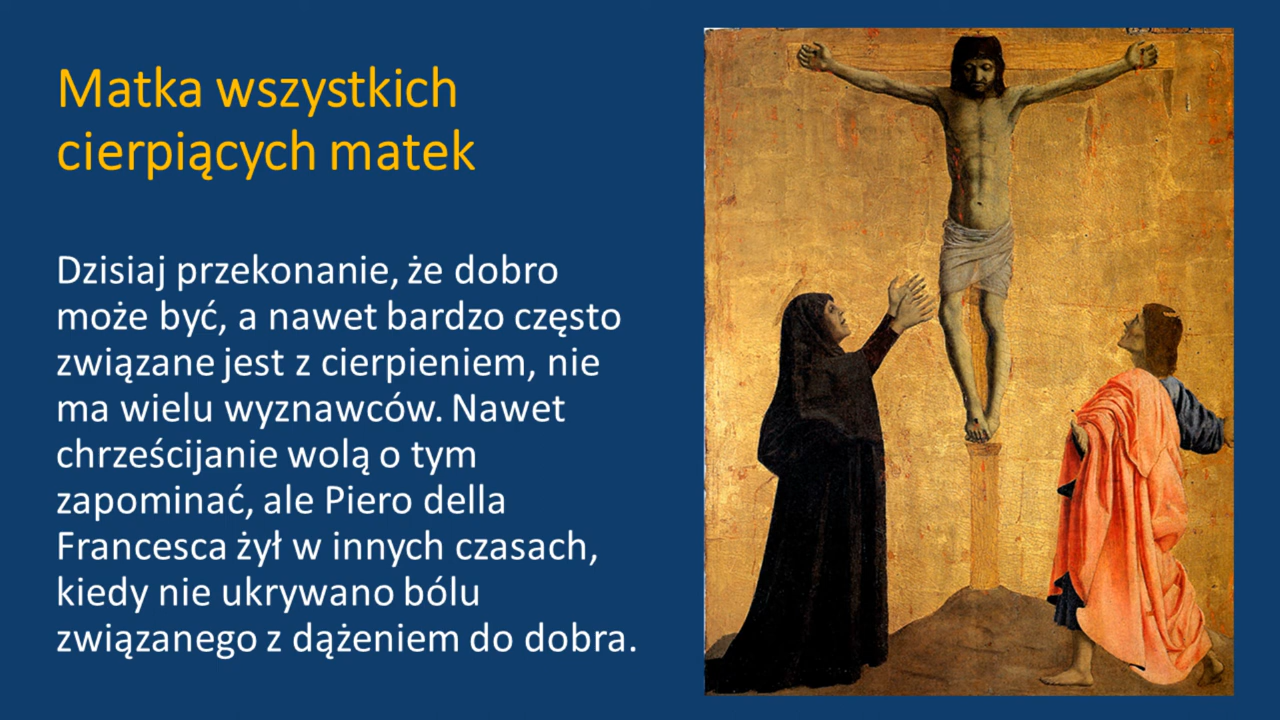 Matka wszystkich
cierpiących matek
Dzisiaj przekonanie, że dobro
może być, a nawet bardzo często
związane jest z cierpieniem, nie
ma wielu wyznawców. Nawet
chrześcijanie wolą o tym
zapominać, ale Piero della
Francesca żył w innych czasach,
kiedy nie ukrywano bólu
związanego z dążeniem do dobra.